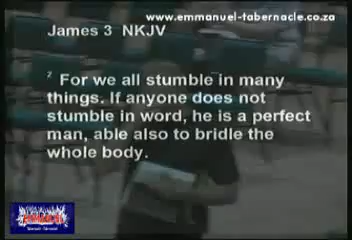 www.emmanuel-tabernacle.co.za
James 3 NKJV
2 For we all stumble in many
things. If anyone does not
stumble in word, he is a perfect
man, able also to bridle the
whole body.